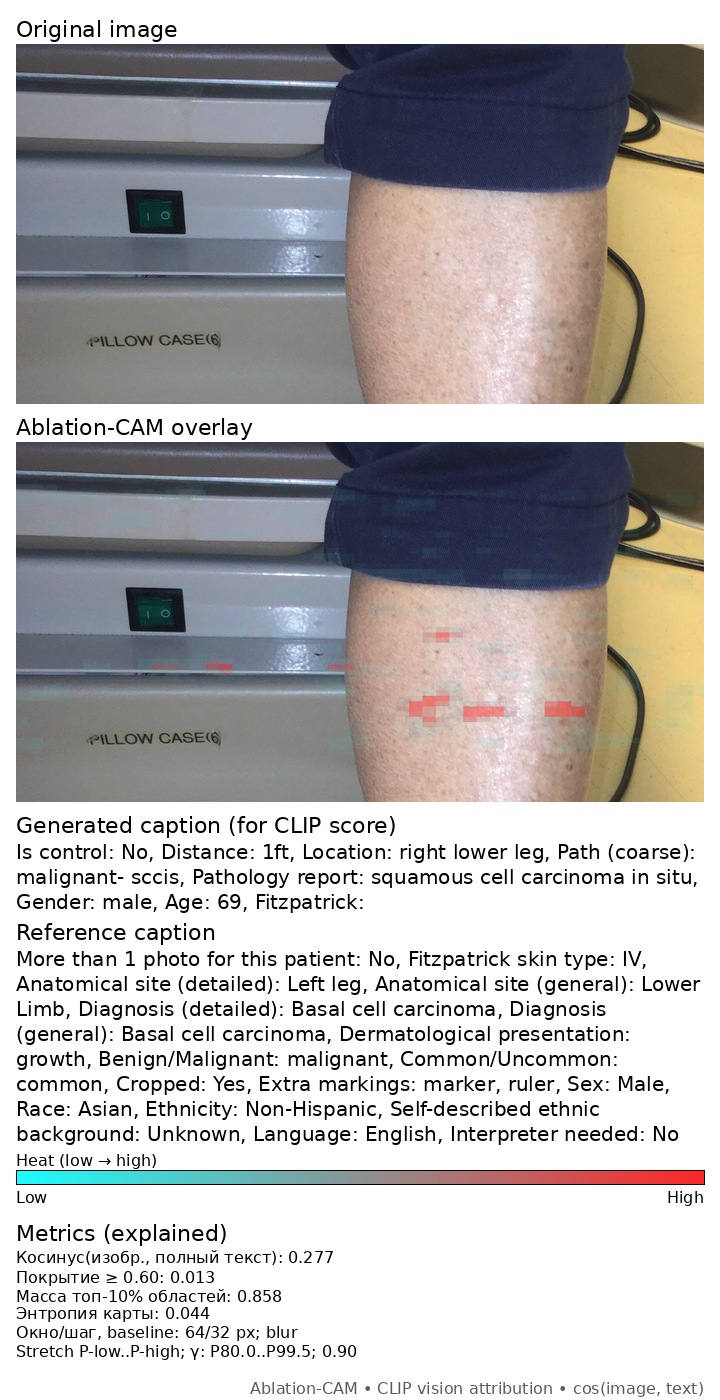 Original image
PILLOW CASE(6)
Ablation-CAM overlay
PILLOW CASE(6)
Generated caption (for CLIP score)
Is control: No, Distance: 1ft, Location: right lower leg, Path (coarse):
malignant- sccis, Pathology report: squamous cell carcinoma in situ,
Gender: male, Age: 69, Fitzpatrick:
Reference caption
More than 1 photo for this patient: No, Fitzpatrick skin type: IV,
Anatomical site (detailed): Left leg, Anatomical site (general): Lower
Limb, Diagnosis (detailed): Basal cell carcinoma, Diagnosis
(general): Basal cell carcinoma, Dermatological presentation:
growth, Benign/Malignant: malignant, Common/Uncommon:
common, Cropped: Yes, Extra markings: marker, ruler, Sex: Male,
Race: Asian, Ethnicity: Non-Hispanic, Self-described ethnic
background: Unknown, Language: English, Interpreter needed: No
Heat (low → high)
Low High
Metrics (explained)
Косинус(изобр., полный текст): 0.277
Покрытие ≥ 0.60: 0.013
Масса топ-10% областей: 0.858
Энтропия карты: 0.044
Окно/шаг, baseline: 64/32 px; blur
Stretch P-low..P-high; γ: P80.0..P99.5; 0.90
Ablation-CAM • CLIP vision attribution • cos(image, text)